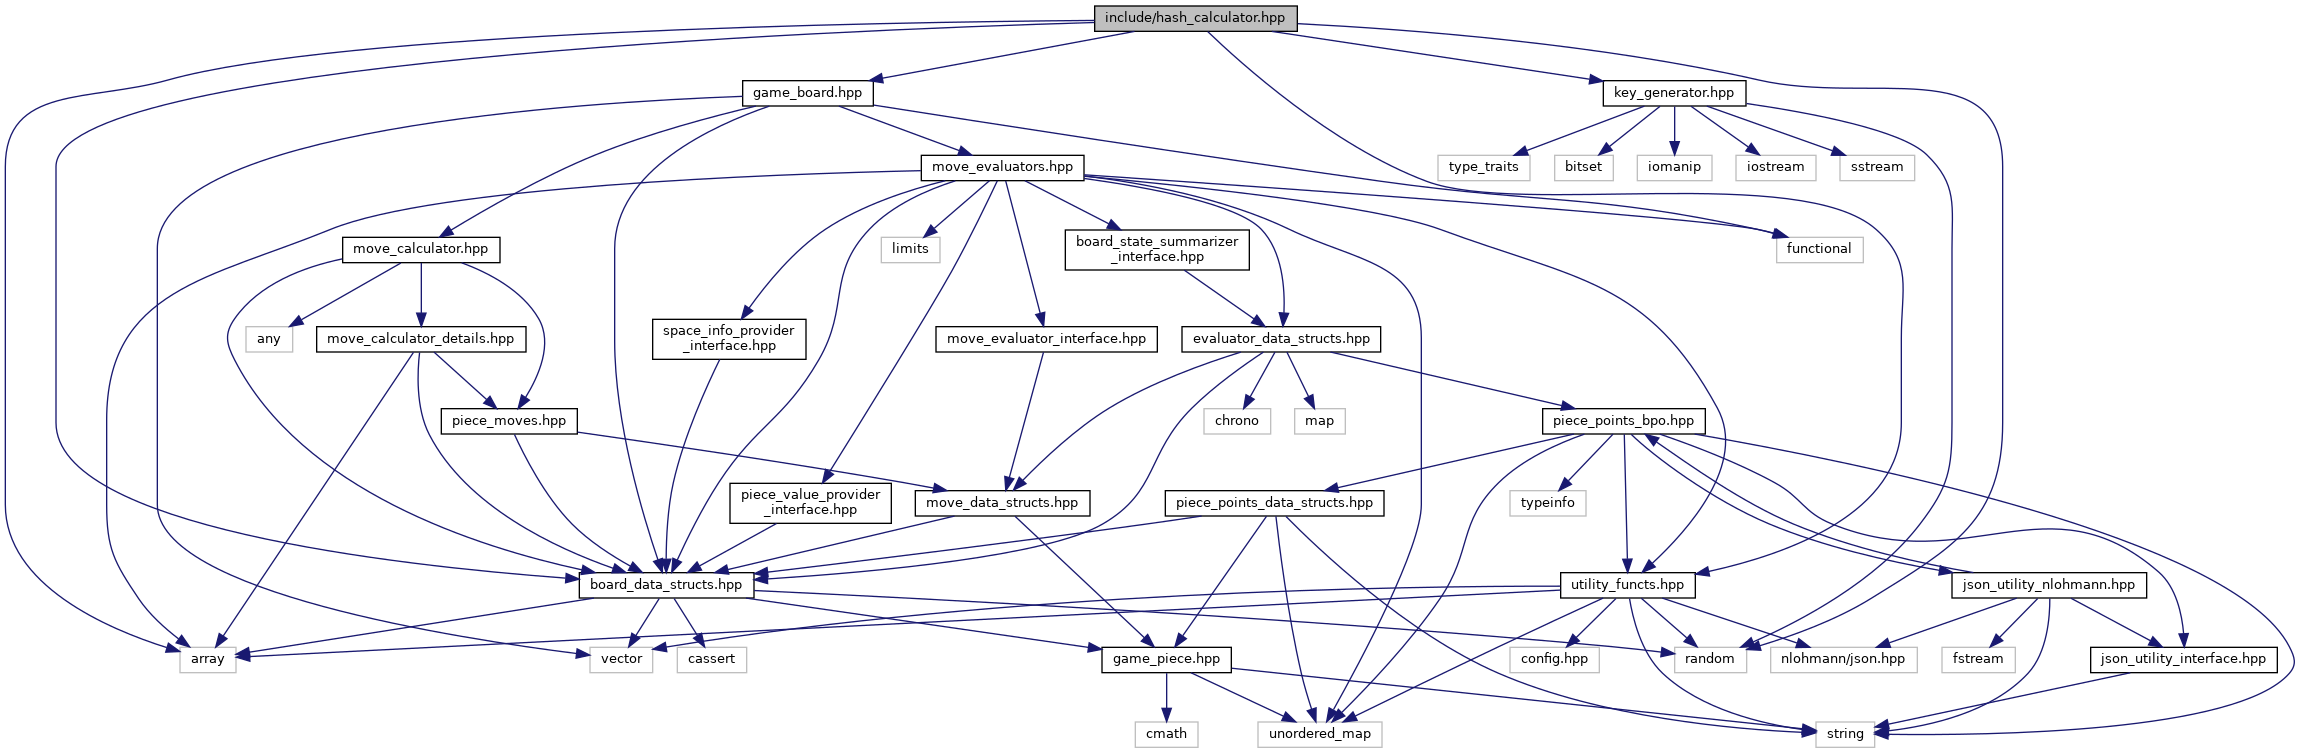 include/hash_calculator.hpp
game_board.hpp
key_generator.hpp
move_evaluators.hpp
type_traits
bitset
iomanip
iostream
sstream
move_calculator.hpp
limits
board_state_summarizer
_interface.hpp
functional
any
move_calculator_details.hpp
space_info_provider
_interface.hpp
move_evaluator_interface.hpp
evaluator_data_structs.hpp
piece_moves.hpp
chrono
map
piece_points_bpo.hpp
piece_value_provider
_interface.hpp
move_data_structs.hpp
piece_points_data_structs.hpp
typeinfo
board_data_structs.hpp
utility_functs.hpp
json_utility_nlohmann.hpp
array
vector
cassert
game_piece.hpp
config.hpp
random
nlohmann/json.hpp
fstream
json_utility_interface.hpp
cmath
unordered_map
string